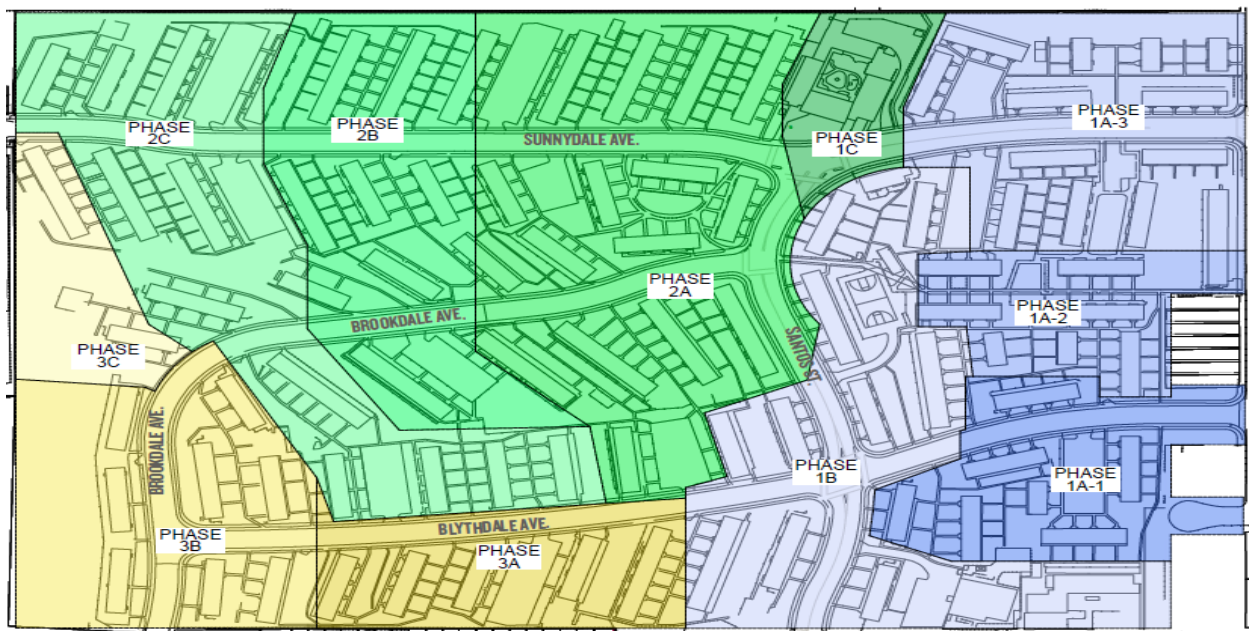 PHASE
2C
PHASE
2B
SUNNYDALE AVE.
PHASE
1C
PHASE
1A-3
PHASE
2A
BROOKDALE AVE.
PHASE
1A-2
SANTOS ST.
PHASE
3C
BROOKDALE AVE.
PHASE
1B
PHASE
1A-1
BLYTHDALE AVE.
PHASE
3B
PHASE
3A